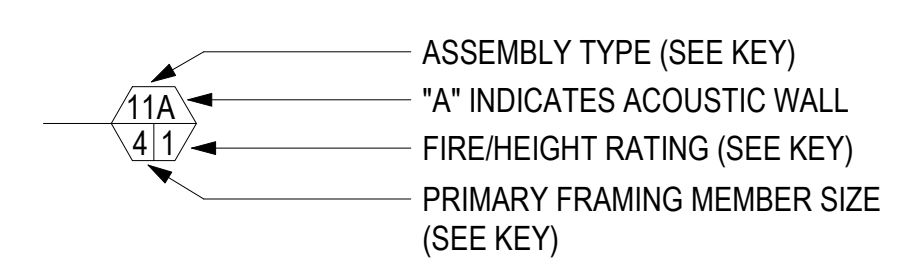 ASSEMBLY TYPE (SEE KEY)
11A
"A" INDICATES ACOUSTIC WALL
4 1
FIRE/HEIGHT RATING (SEE KEY)
PRIMARY FRAMING MEMBER SIZE
(SEE KEY)